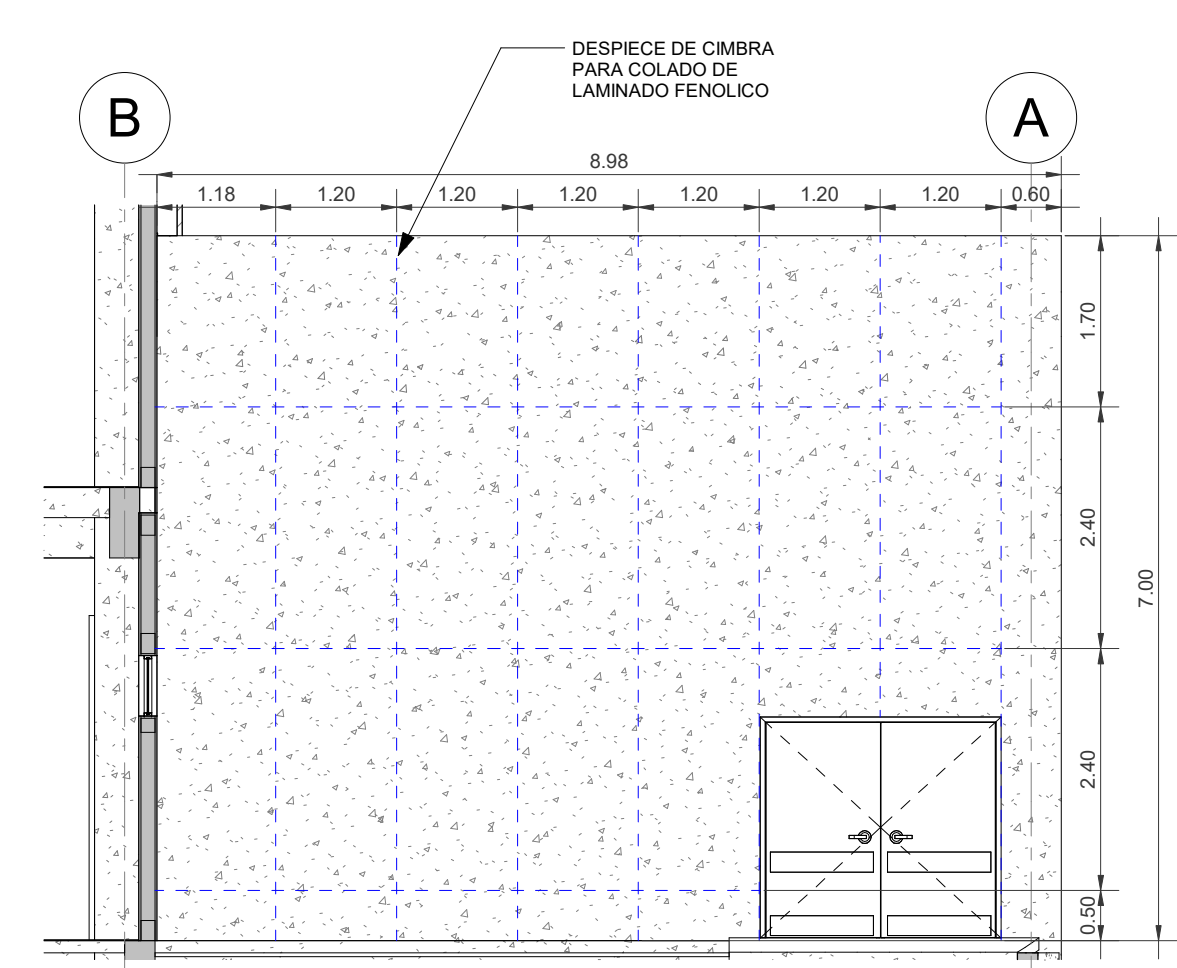 DESPIECE DE CIMBRA
PARA COLADO DE
LAMINADO FENOLICO
B
A
8.98
1.18 1.20 1.20 1.20 1.20 1.20 1.20 0.60
1.70
2.40
7.00
2.40
0.50